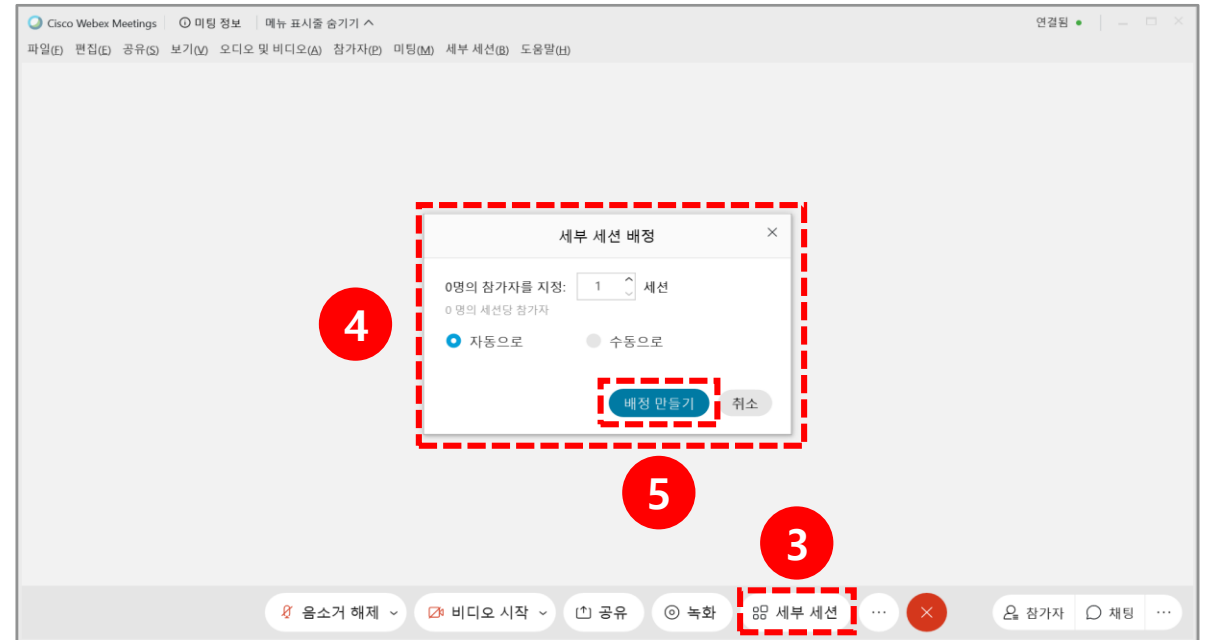 Cisco Webex Meetings 미팅 정보 메뉴 표시줄 숨기기 연결됨
파일(F) 편집(E) 공유(S) 보기(V) 오디오 및 비디오(A) 참가자(P) 미팅(M) 세부 세션(B) 도움말(H)
세부 세션 배정
0명의 참가자를 지정: 1 세션
0 명의 세션당 참가자
4
자동으로 수동으로
배정 만들기 취소
5
3
음소거 해제 비디오 시작 공유 녹화 세부 세션 ... 참가자 채팅 ...